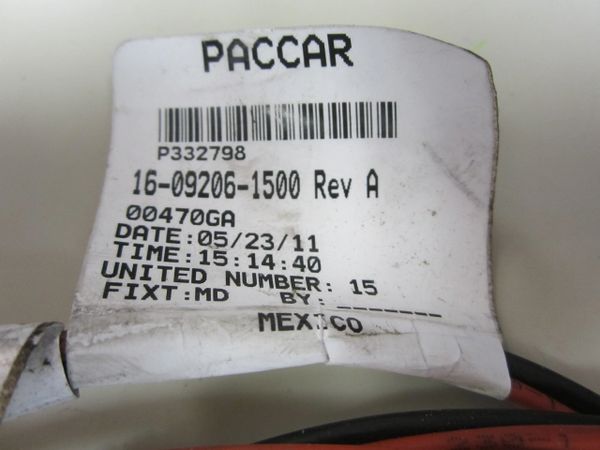 PACCAR
P332798
16-09206-1500 Rev A
00470GA
DATE:05/23/11
TIME:15:14:40
UNITED NUMBER: 15
FIXT:MD BY: _______
MEXICO